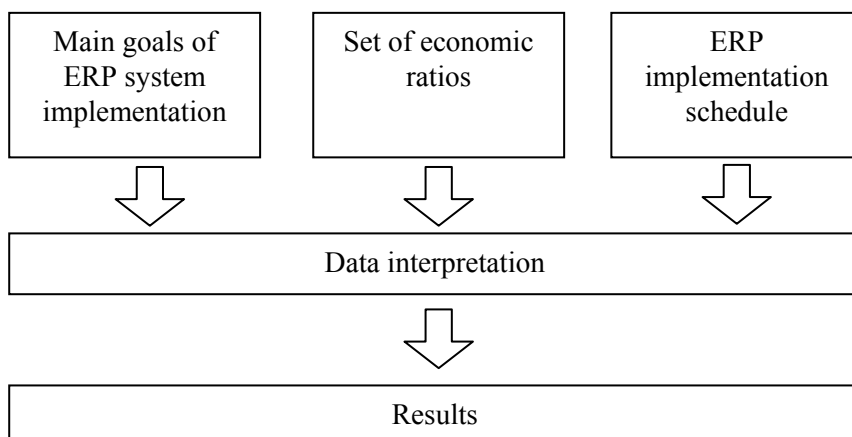 Main goals of
ERP system
implementation
Set of economic
ratios
ERP
implementation
schedule
Data interpretation
Results